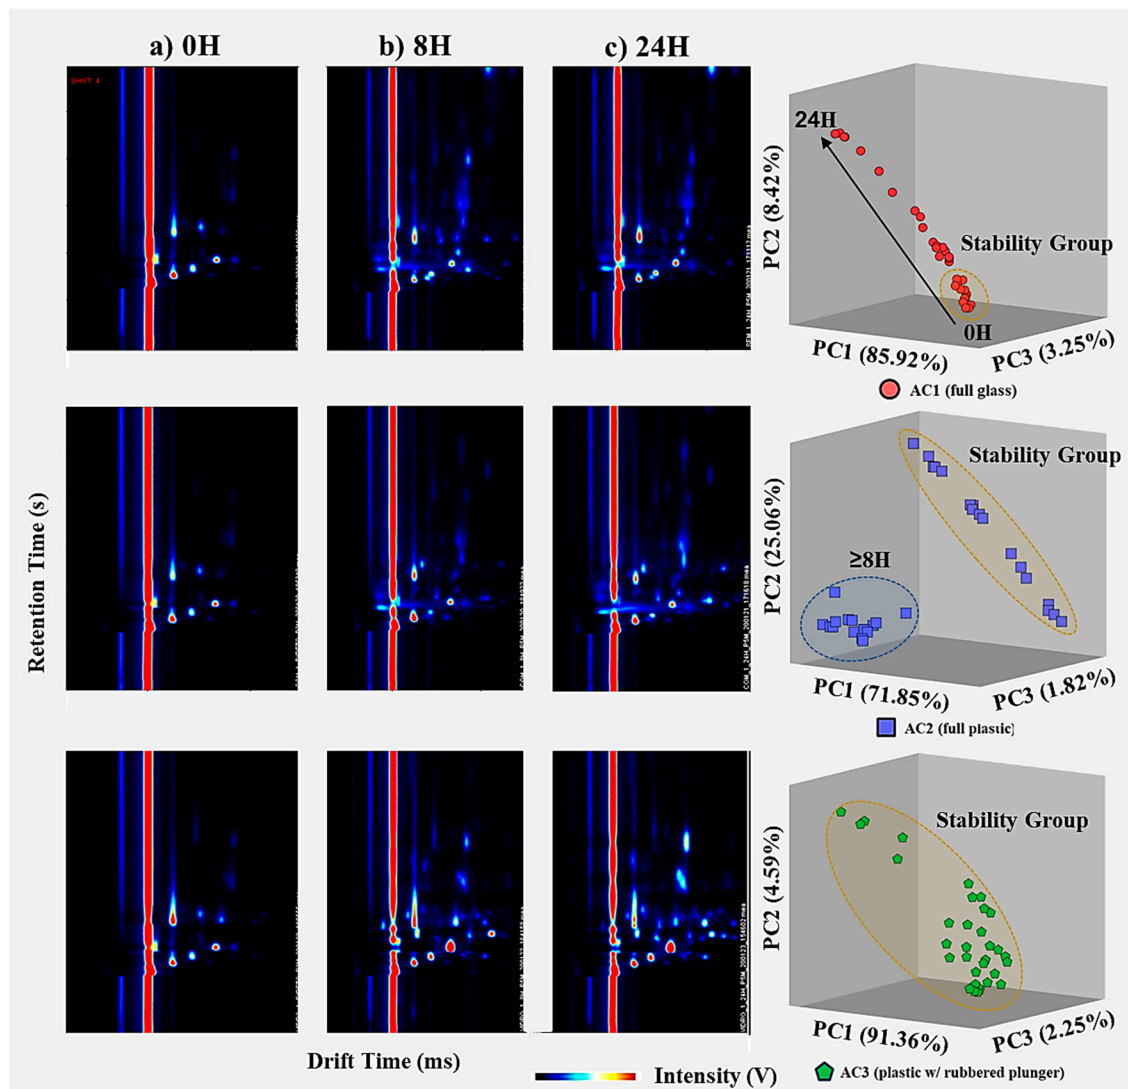 a) 0H
b) 8H
c) 24H
SHIFT: 4
24H
PC2 (8.42%)
Stability Group
0H
PC1 (85.92%)
PC3 (3.25%)
AC1 (full glass)
Retention Time (s)
Stability Group
PC2 (25.06%)
≥8H
PC1 (71.85%)
PC3 (1.82%)
AC2 (full plastic)
Stability Group
PC2 (4.59%)
PC1 (91.36%)
PC3 (2.25%)
Drift Time (ms)
Intensity (V)
AC3 (plastic w/ rubbered plunger)